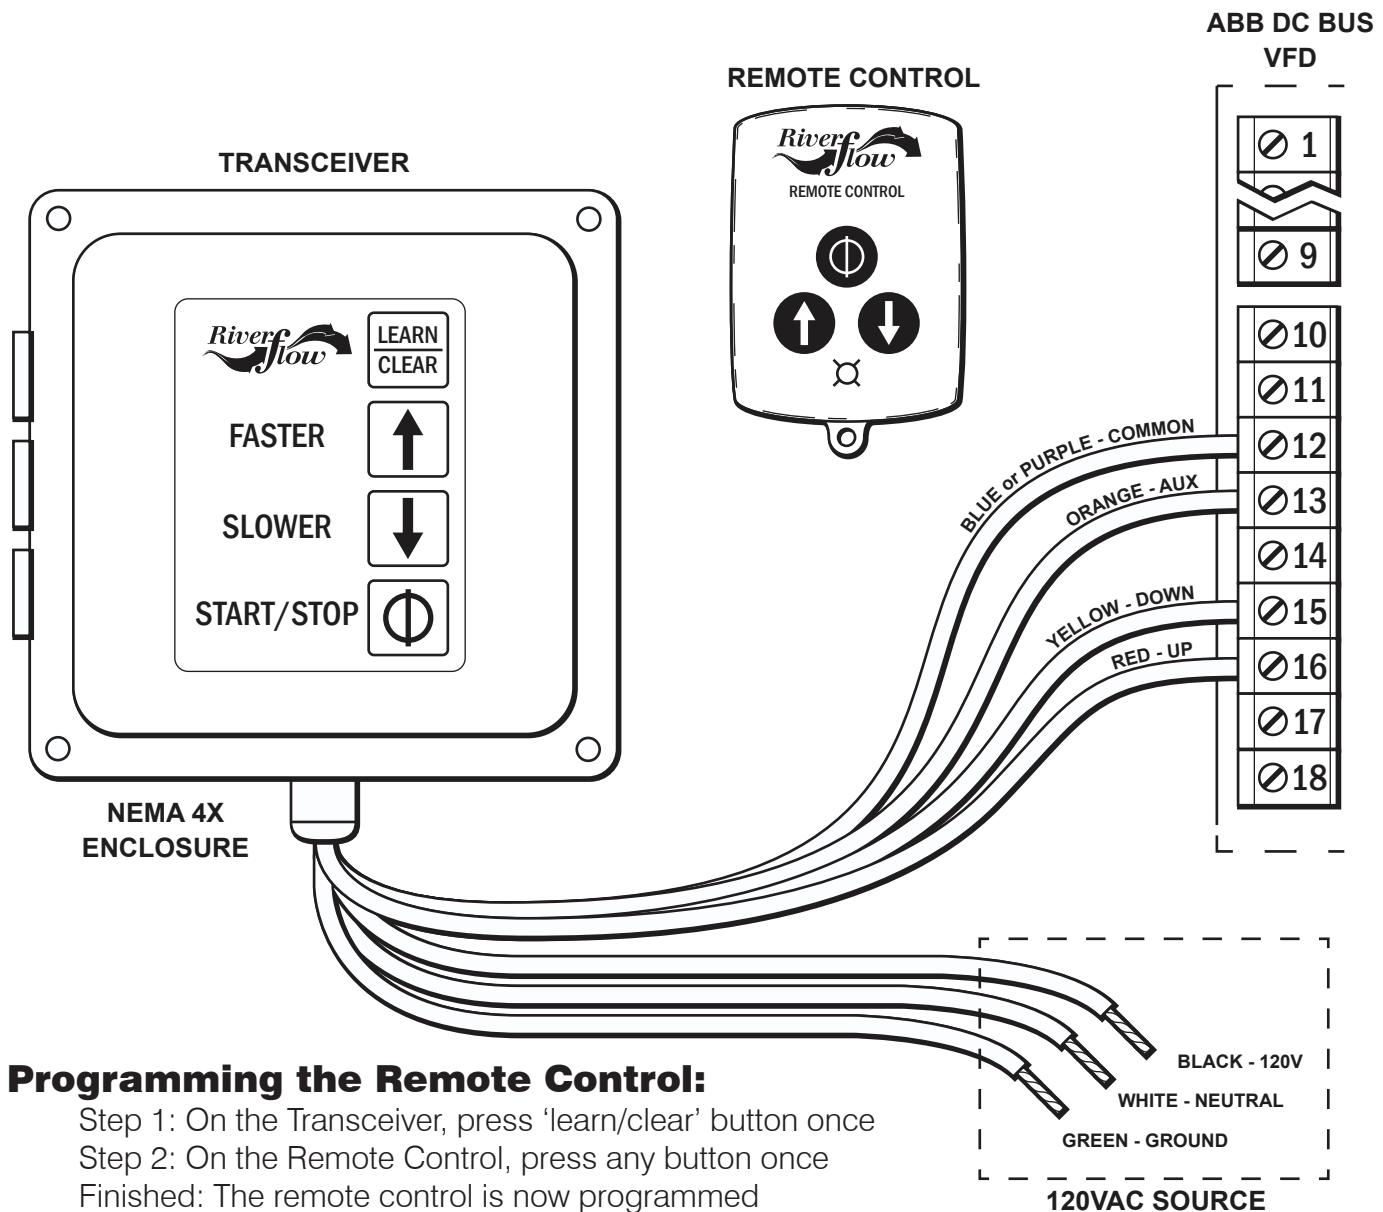 ABB DC BUS
VFD
REMOTE CONTROL
TRANSCEIVER
River flow
REMOTE CONTROL
1
9
10
11
12
13
14
15
16
17
18
River flow
LEARN
CLEAR
FASTER
SLOWER
START/STOP
BLUE or PURPLE - COMMON
ORANGE - AUX
YELLOW - DOWN
RED - UP
NEMA 4X
ENCLOSURE
BLACK - 120V
WHITE - NEUTRAL
GREEN - GROUND
120VAC SOURCE
Programming the Remote Control:
Step 1: On the Transceiver, press ‘learn/clear’ button once
Step 2: On the Remote Control, press any button once
Finished: The remote control is now programmed